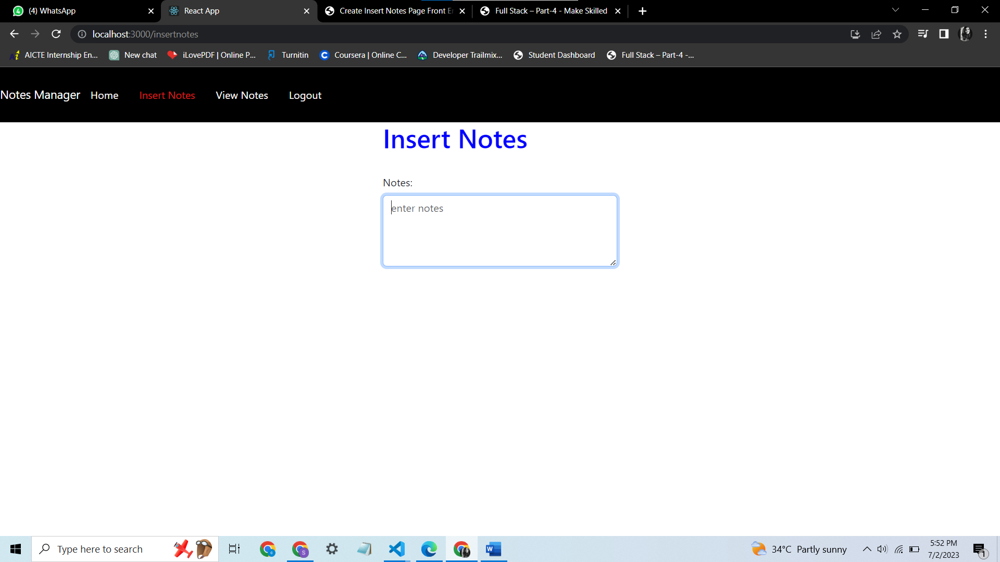 (4) WhatsApp
React App
Create Insert Notes Page Front E
Full Stack – Part-4 - Make Skilled
localhost:3000/insertnotes
AICTE Internship En...
New chat
iLovePDF | Online P...
Turnitin
Coursera | Online C...
Developer Trailmix...
Student Dashboard
Full Stack – Part-4 -...
Notes Manager
Home
Insert Notes
View Notes
Logout
Insert Notes
Notes:
enter notes
Type here to search
34°C Partly sunny
5:52 PM
7/2/2023
1